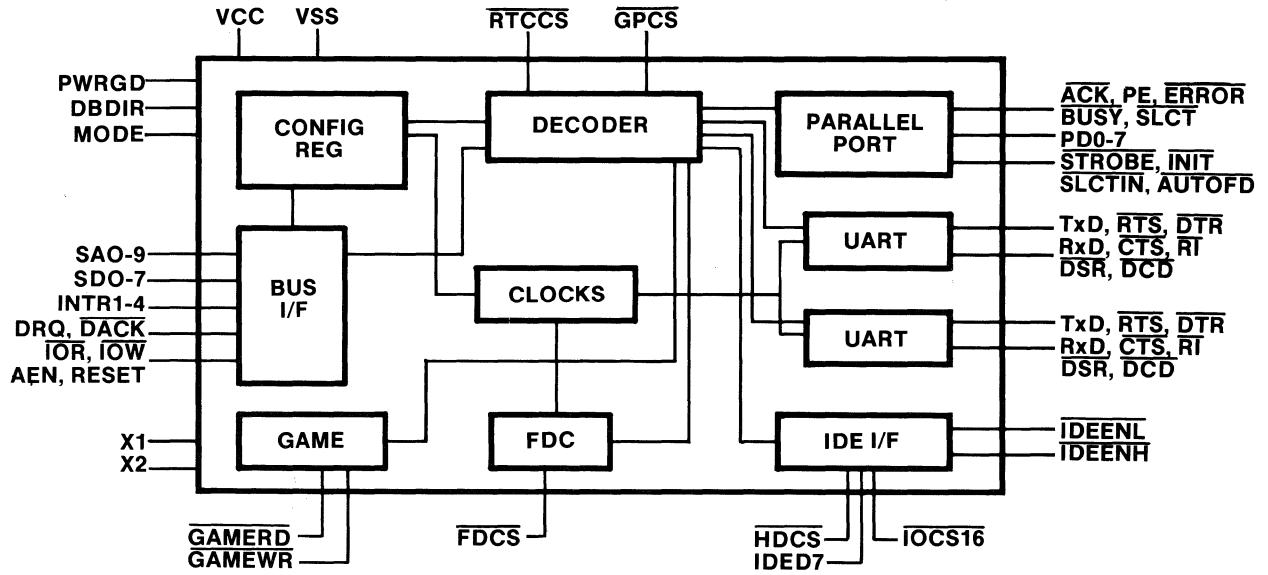 VCC
VSS
RTCCS
GPCS
PWRGD
DBDIR
MODE
CONFIG
REG
DECODER
PARALLEL
PORT
ACK, PE, ERROR
BUSY, SLCT
PD0-7
STROBE, INIT
SLCTIN, AUTOFD
SAO-9
SDO-7
INTR1-4
DRQ, DACK
IOR, IOW
AEN, RESET
BUS
I/F
CLOCKS
UART
TxD, RTS, DTR
RxD, CTS, RI
DSR, DCD
UART
TxD, RTS, DTR
RxD, CTS, RI
DSR, DCD
X1
X2
GAME
FDC
IDE I/F
IDEENL
IDEENH
GAMERD
GAMEWR
FDCS
HDCS
IDED7
IOCS16